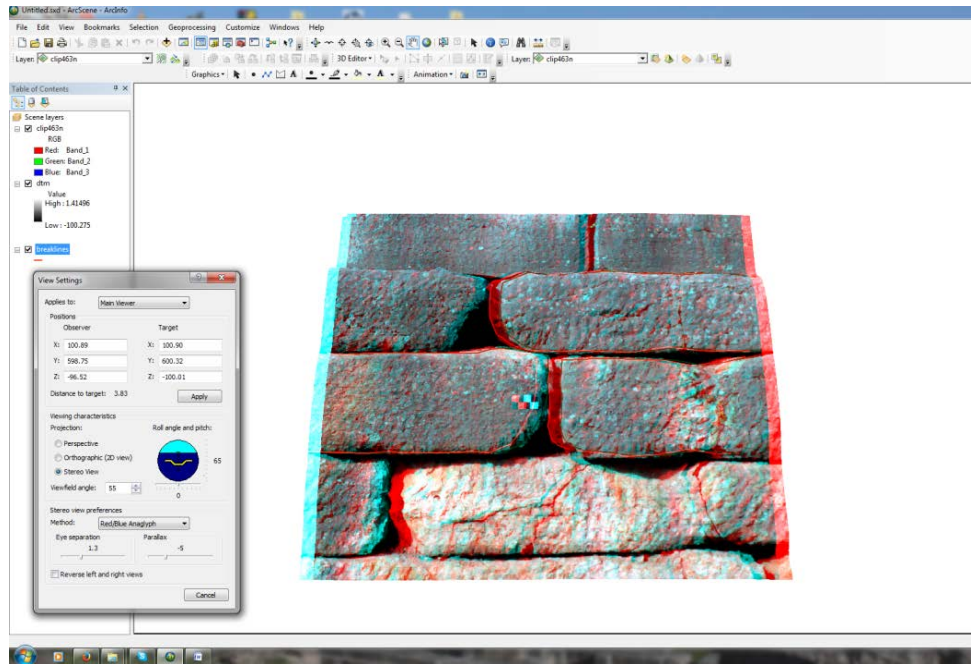 Untitled.sxd - ArcScene - ArcInfo
File Edit View Bookmarks Selection Geoprocessing Customize Windows Help
3D Editor
Layer: clip463n
Layer: clip463n
Graphics A A Animation
Table of Contents
Scene layers
clip463n
RGB
Red: Band_1
Green: Band_2
Blue: Band_3
dtm
Value
High : 1.41496
Low : -100.275
breaklines
View Settings
Applies to: Main Viewer
Positions
Observer Target
X: 100.89 X: 100.90
Y: 598.75 Y: 600.32
Z: -96.52 Z: -100.01
Distance to target: 3.83 Apply
Viewing characteristics
Projection: Roll angle and pitch:
Perspective
Orthographic (2D view)
65
Stereo View
Viewfield angle: 55
0
Stereo view preferences
Method: Red/Blue Anaglyph
Eye separation Parallax
1.3 -5
Reverse left and right views
Cancel